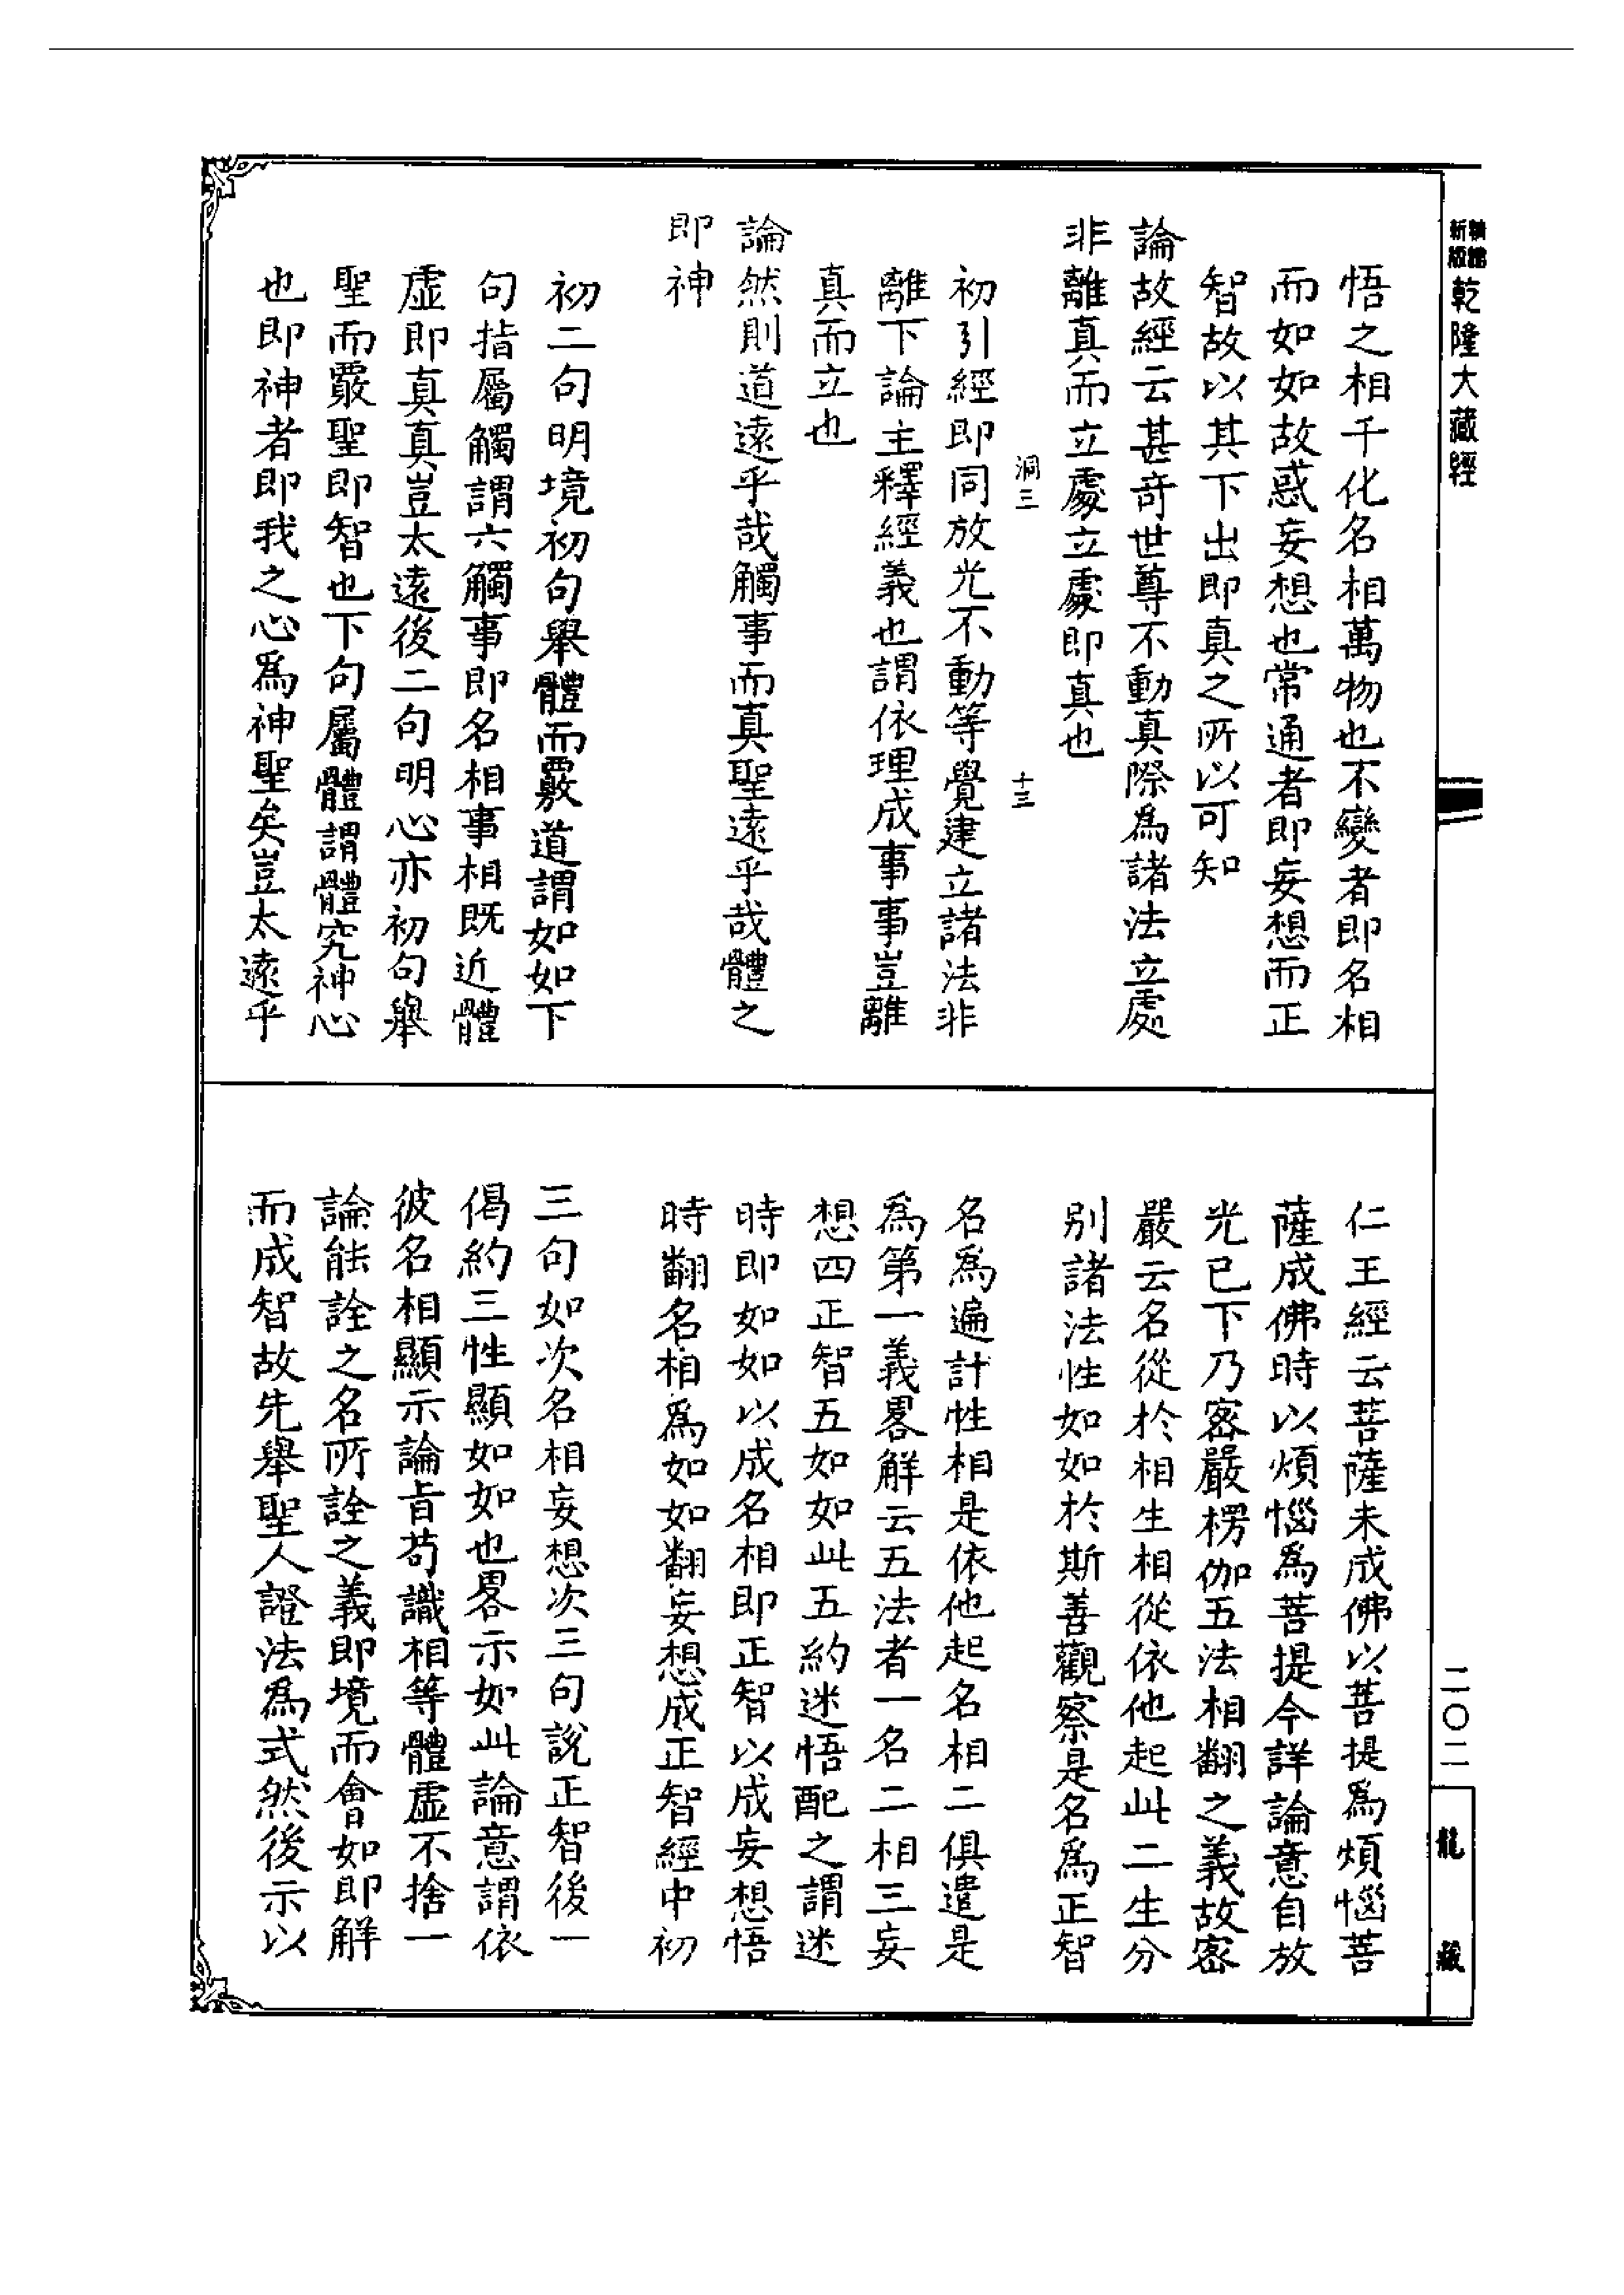 新編縮版乾隆大藏經
悟之相千化名相萬物也不變者即名相
而如如故惑妄想也常通者即妄想而正
智故以其下出即真之所以可知
論故經云甚奇世尊不動真際為諸法立處
非離真而立處立處即真也
洞三 十三
初引經即同放光不動等覺建立諸法非
離下論主釋經義也謂依理成事事豈離
真而立也
論然則道遠乎哉觸事而真聖遠乎哉體之
即神
初二句明境初句舉體而覈道謂如如下
句指屬觸謂六觸事即名相事相既近體
虛即真真豈太遠後二句明心亦初句舉
聖而覈聖即智也下句屬體謂體究神心
也即神者即我之心為神聖矣豈太遠乎
仁王經云菩薩未成佛以菩提為煩惱菩
薩成佛時以煩惱為菩提今詳論意自放
光已下乃密嚴楞伽五法相翻之義故密
嚴云名從於相生相從依他起此二生分
別諸法性如如於斯善觀察是名為正智
名為遍計性相是依他起名相二俱遣是
為第一義畧解云五法者一名二相三妄
想四正智五如如此五約迷悟配之謂迷
時即如如以成名相即正智以成妄想悟
時翻名相為如如翻妄想成正智經中初
三句如次名相妄想次三句說正智後一
偈約三性顯如如也畧示如此論意謂依
彼名相顯示論旨苟識相等體虛不捨一
論能詮之名所詮之義即境而會如即解
而成智故先舉聖人證法為式然後示以
二〇二
龍藏